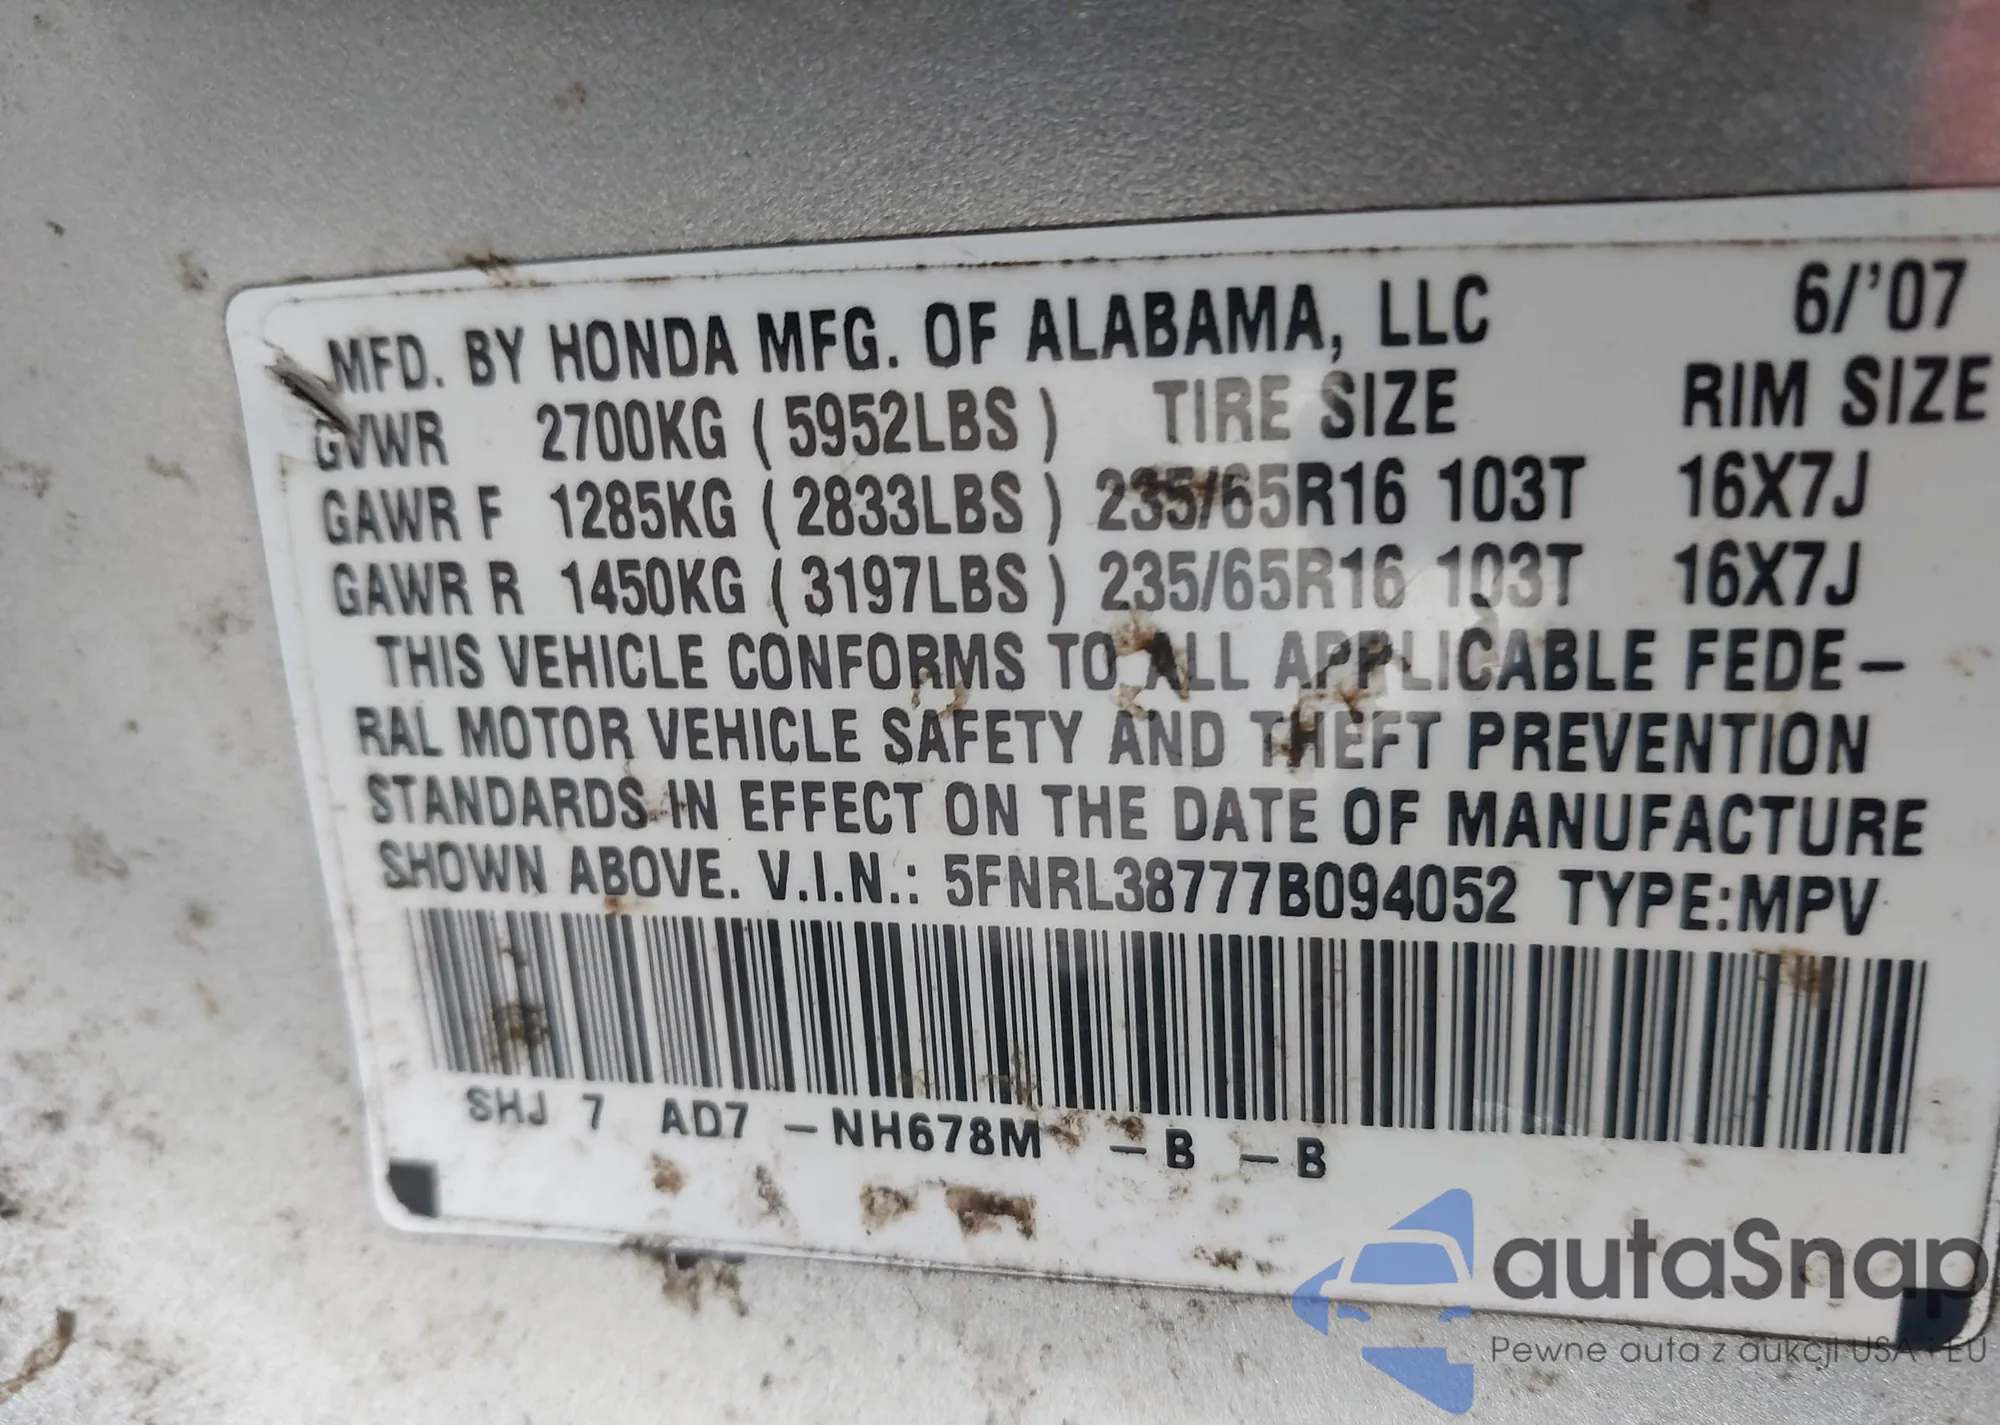 MFD. BY HONDA MFG. OF ALABAMA, LLC 6/'07
GVWR 2700KG ( 5952LBS ) TIRE SIZE RIM SIZE
GAWR F 1285KG ( 2833LBS ) 235/65R16 103T 16X7J
GAWR R 1450KG ( 3197LBS ) 235/65R16 103T 16X7J
THIS VEHICLE CONFORMS TO ALL APPLICABLE FEDE–
RAL MOTOR VEHICLE SAFETY AND THEFT PREVENTION
STANDARDS IN EFFECT ON THE DATE OF MANUFACTURE
SHOWN ABOVE. V.I.N.: 5FNRL38777B094052 TYPE:MPV
SHJ 7 AD7 –NH678M –B –B
autaSnap
Pewne auta z aukcji USA i EU